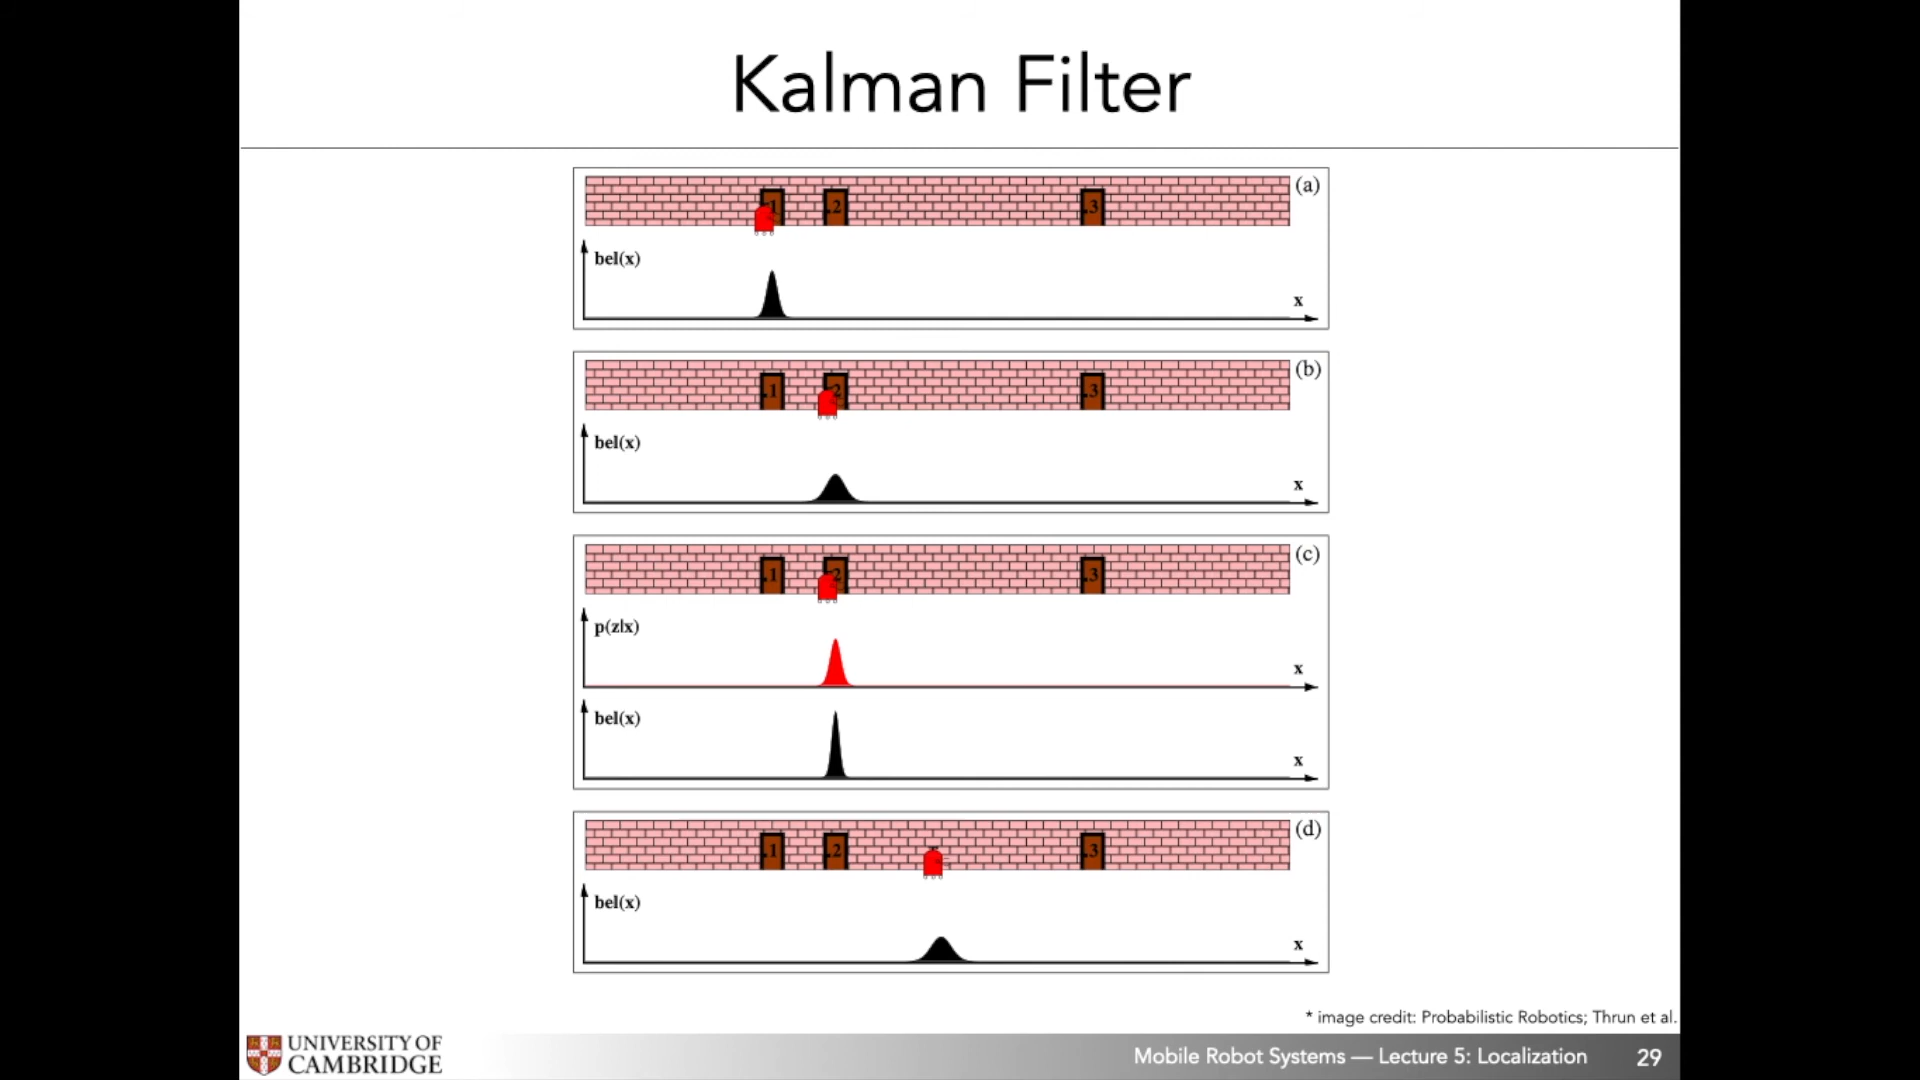 Kalman Filter
(a)
1
.2
.3
bel(x)
x
(b)
.1
2
.3
bel(x)
x
(c)
.1
2
.3
p(z|x)
x
bel(x)
x
(d)
.1
.2
.3
bel(x)
x
* image credit: Probabilistic Robotics; Thrun et al.
UNIVERSITY OF
CAMBRIDGE
Mobile Robot Systems — Lecture 5: Localization 29